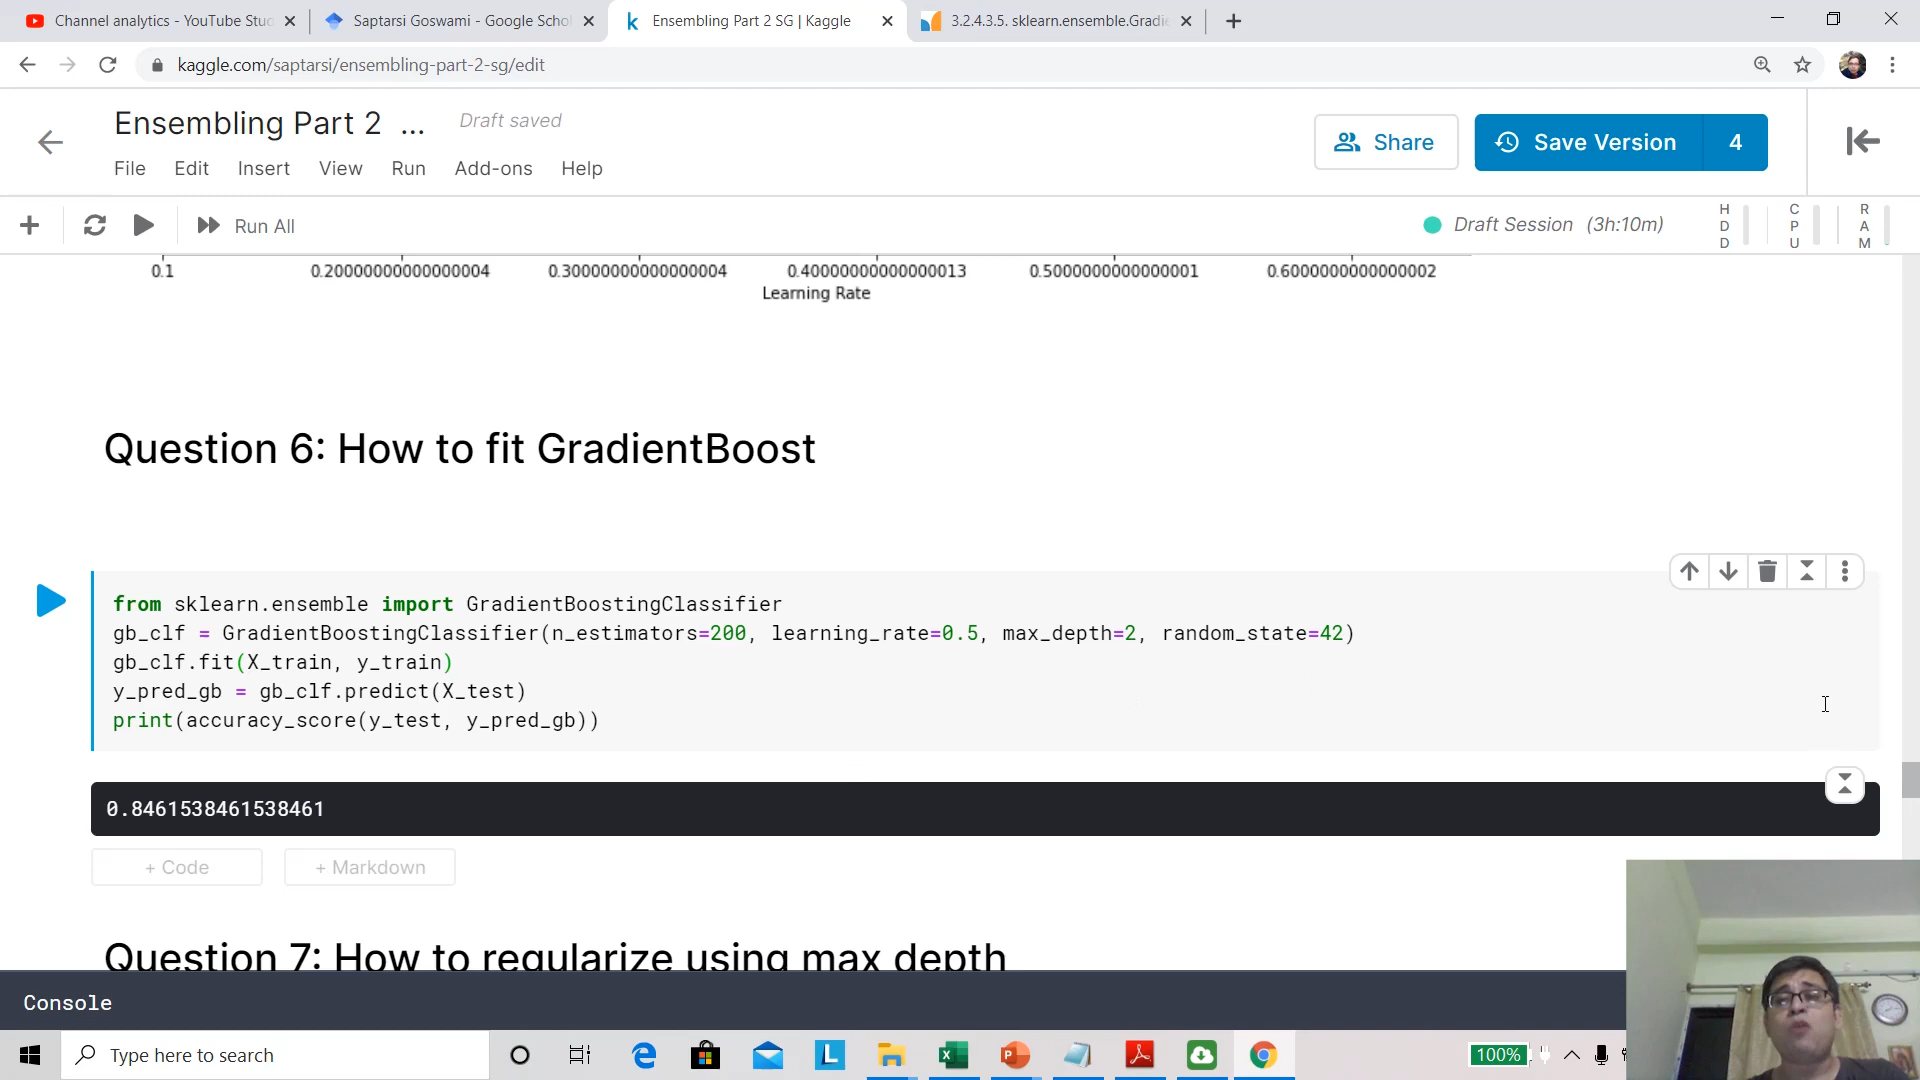 Channel analytics - YouTube Stud
Saptarsi Goswami - Google Schol
Ensembling Part 2 SG | Kaggle
3.2.4.3.5. sklearn.ensemble.Gradie
kaggle.com/saptarsi/ensembling-part-2-sg/edit
Ensembling Part 2 ...
Draft saved
File Edit Insert View Run Add-ons Help
Share
Save Version 4
Run All
Draft Session (3h:10m)
HDD
CPU
RAM
0.1 0.20000000000000004 0.30000000000000004 0.40000000000000013 0.5000000000000001 0.6000000000000002
Learning Rate
Question 6: How to fit GradientBoost
from sklearn.ensemble import GradientBoostingClassifier
gb_clf = GradientBoostingClassifier(n_estimators=200, learning_rate=0.5, max_depth=2, random_state=42)
gb_clf.fit(X_train, y_train)
y_pred_gb = gb_clf.predict(X_test)
print(accuracy_score(y_test, y_pred_gb))
0.8461538461538461
+ Code
+ Markdown
Question 7: How to regularize using max depth
Console
Type here to search
100%